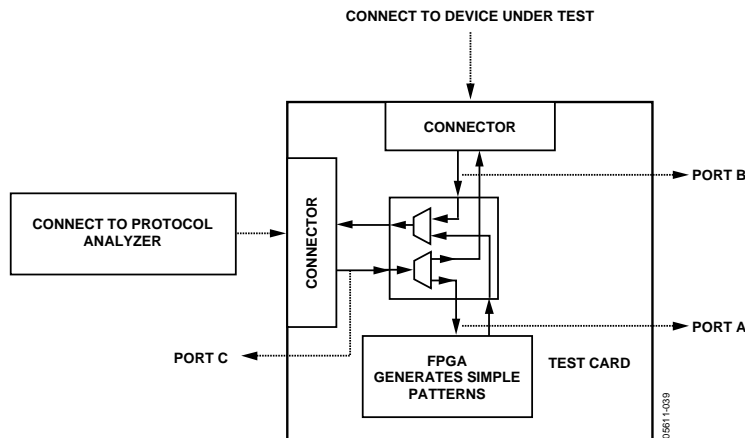 CONNECT TO DEVICE UNDER TEST
CONNECTOR
PORT B
CONNECT TO PROTOCOL
ANALYZER
CONNECTOR
PORT A
PORT C
FPGA
GENERATES SIMPLE
PATTERNS
TEST CARD
05611-039